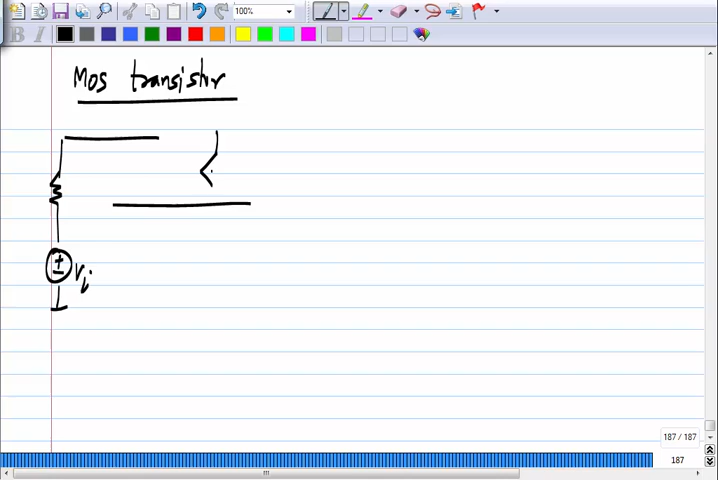 100%
B I
Mos transistor
+
-
vi
187 / 187
187